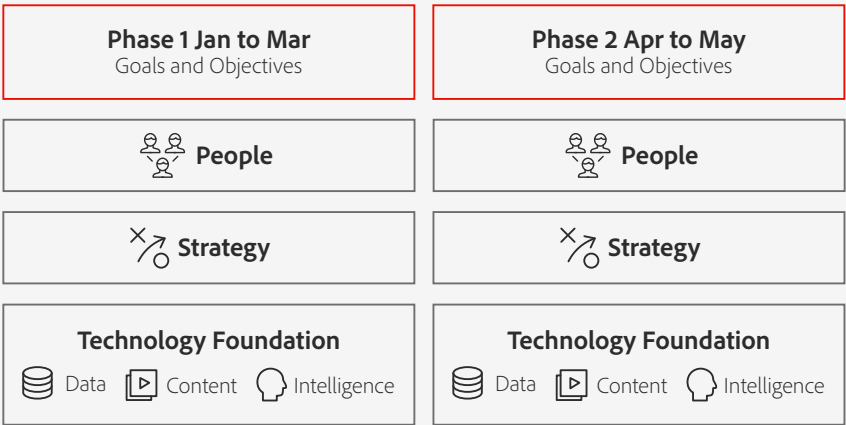 Phase 1 Jan to Mar
Goals and Objectives
People
Strategy
Technology Foundation
Data Content Intelligence
Phase 2 Apr to May
Goals and Objectives
People
Strategy
Technology Foundation
Data Content Intelligence